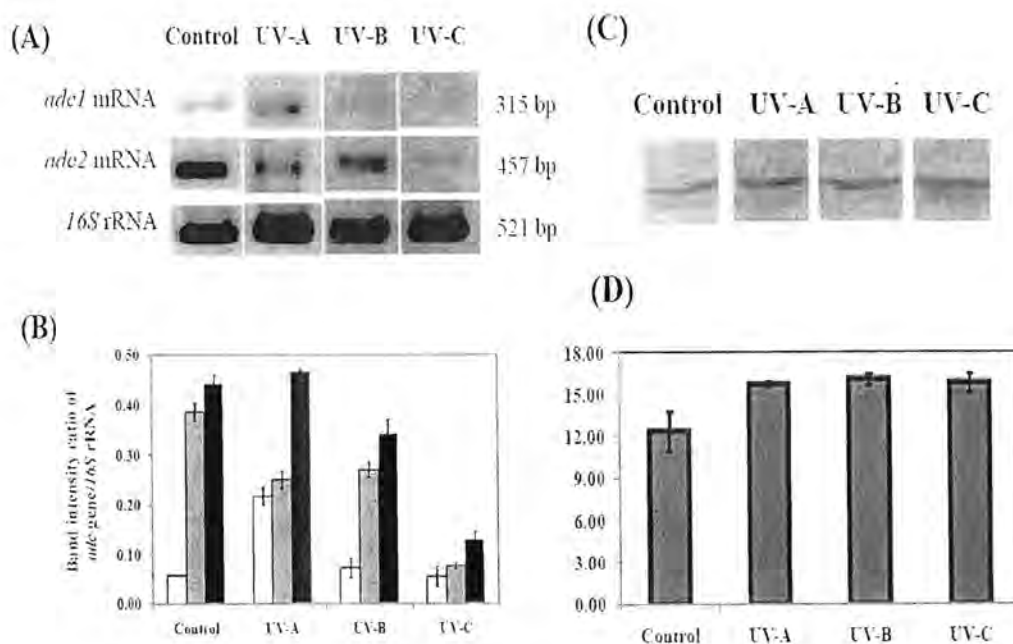 (A)
Control UV-A UV-B UV-C
adc1 mRNA 315 bp
adc2 mRNA 457 bp
16S rRNA 521 bp
(B)
Band intensity ratio of
adc gene/16S rRNA
0.50
0.40
0.30
0.20
0.10
0.00
Control UV-A UV-B UV-C
(C)
Control UV-A UV-B UV-C
(D)
18.00
15.00
12.00
9.00
6.00
3.00
0.00
Control UV-A UV-B UV-C